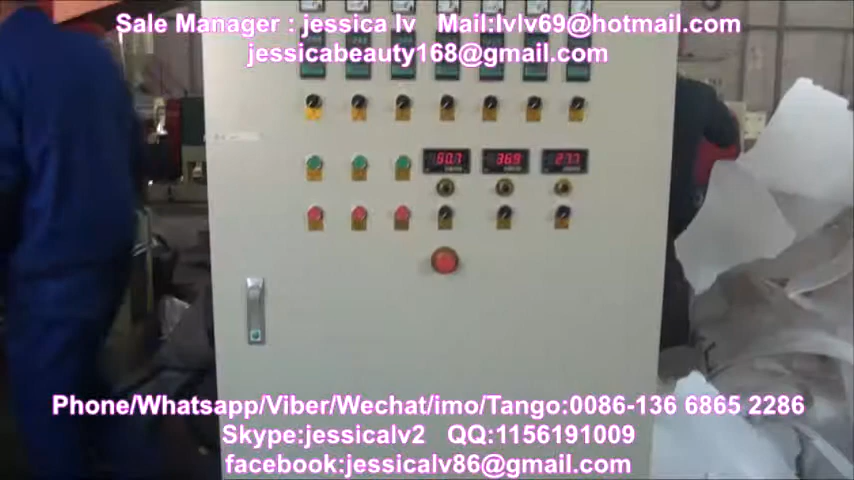 Sale Manager : jessica lv Mail:lvlv69@hotmail.com
jessicabeauty168@gmail.com
50.7 36.9 27.7
Phone/Whatsapp/Viber/Wechat/imo/Tango:0086-136 6865 2286
Skype:jessicalv2 QQ:1156191009
facebook:jessicalv86@gmail.com